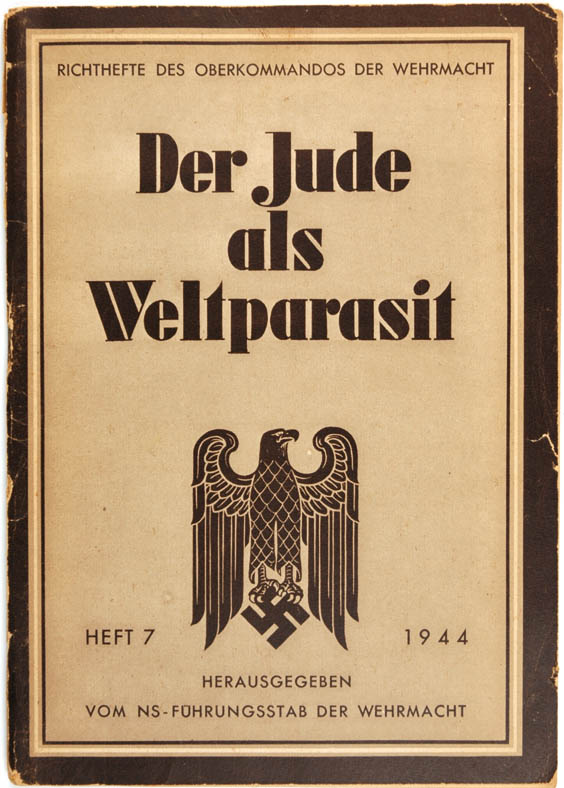 RICHTHEFTE DES OBERKOMMANDOS DER WEHRMACHT
Der Jude
als
Weltparasit
HEFT 7 1944
HERAUSGEGEBEN
VOM NS-FÜHRUNGSSTAB DER WEHRMACHT